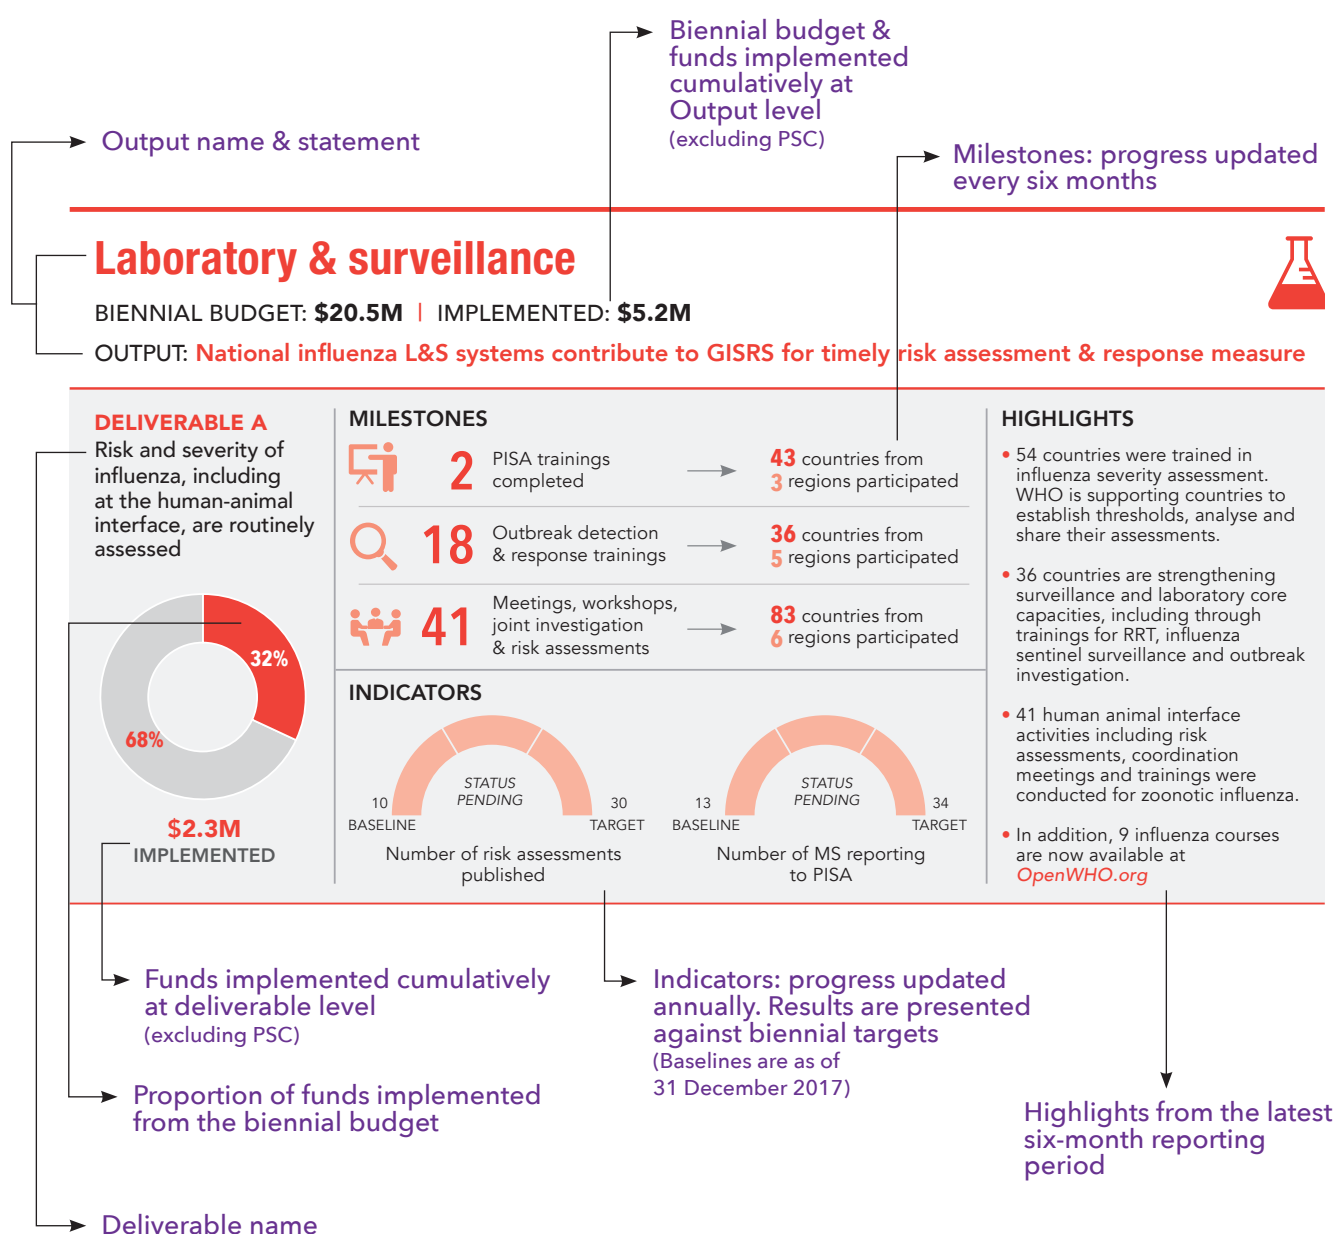 Biennial budget &
funds implemented
cumulatively at
Output level
(excluding PSC)
Output name & statement
Milestones: progress updated
every six months
Laboratory & surveillance
BIENNIAL BUDGET: $20.5M | IMPLEMENTED: $5.2M
OUTPUT: National influenza L&S systems contribute to GISRS for timely risk assessment & response measure
DELIVERABLE A
Risk and severity of
influenza, including
at the human-animal
interface, are routinely
assessed
32%
68%
$2.3M
IMPLEMENTED
MILESTONES
2 PISA trainings
completed
43 countries from
3 regions participated
18 Outbreak detection
& response trainings
36 countries from
5 regions participated
41 Meetings, workshops,
joint investigation
& risk assessments
83 countries from
6 regions participated
INDICATORS
STATUS
PENDING
10
BASELINE
30
TARGET
Number of risk assessments
published
STATUS
PENDING
13
BASELINE
34
TARGET
Number of MS reporting
to PISA
HIGHLIGHTS
• 54 countries were trained in
influenza severity assessment.
WHO is supporting countries to
establish thresholds, analyse and
share their assessments.
• 36 countries are strengthening
surveillance and laboratory core
capacities, including through
trainings for RRT, influenza
sentinel surveillance and outbreak
investigation.
• 41 human animal interface
activities including risk
assessments, coordination
meetings and trainings were
conducted for zoonotic influenza.
• In addition, 9 influenza courses
are now available at
OpenWHO.org
Funds implemented cumulatively
at deliverable level
(excluding PSC)
Indicators: progress updated
annually. Results are presented
against biennial targets
(Baselines are as of
31 December 2017)
Proportion of funds implemented
from the biennial budget
Highlights from the latest
six-month reporting
period
Deliverable name